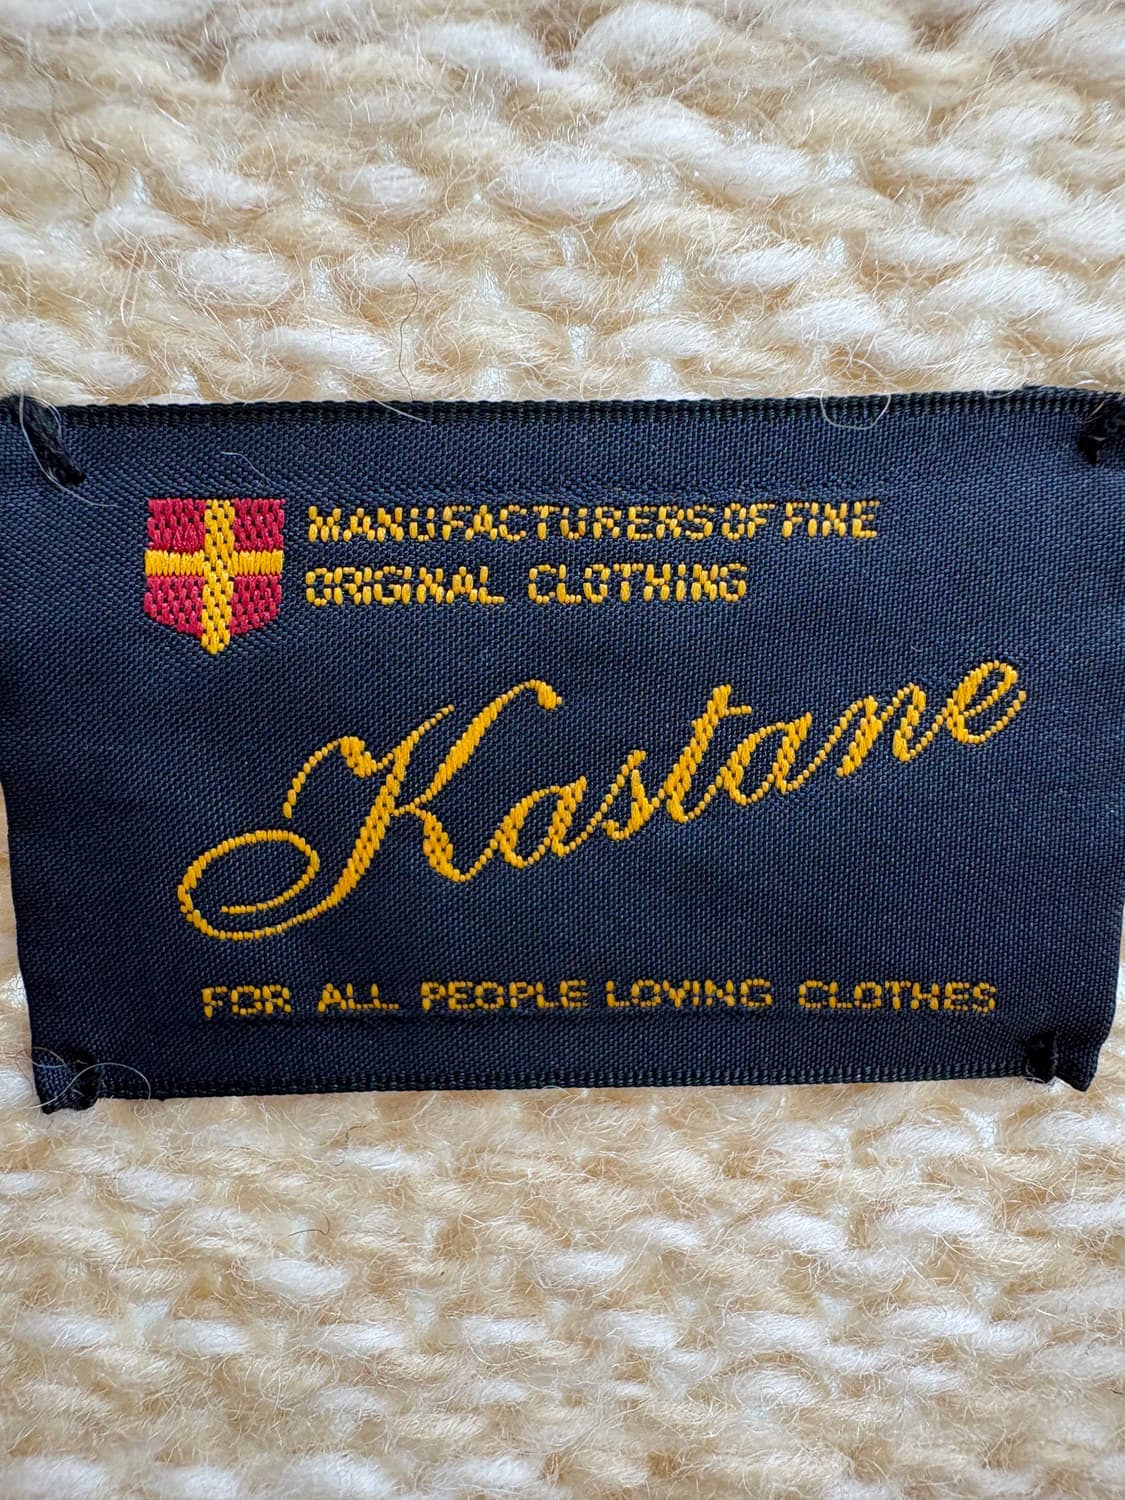 MANUFACTURERS OF FINE
ORIGINAL CLOTHING
Kastane
FOR ALL PEOPLE LOVING CLOTHES